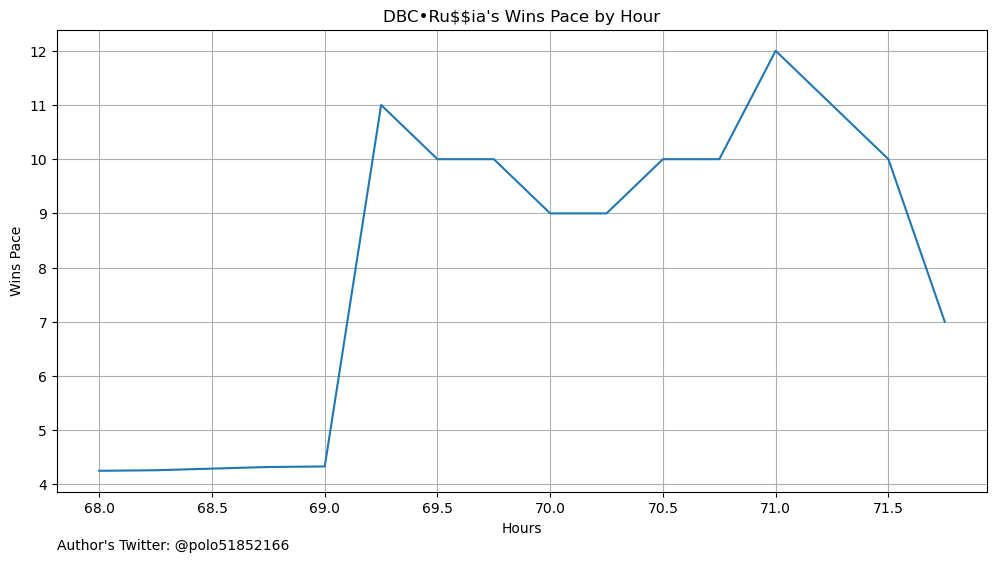 DBC•Ru$$ia's Wins Pace by Hour
12
11
10
9
8
7
6
5
4
Wins Pace
68.0 68.5 69.0 69.5 70.0 70.5 71.0 71.5
Hours
Author's Twitter: @polo51852166